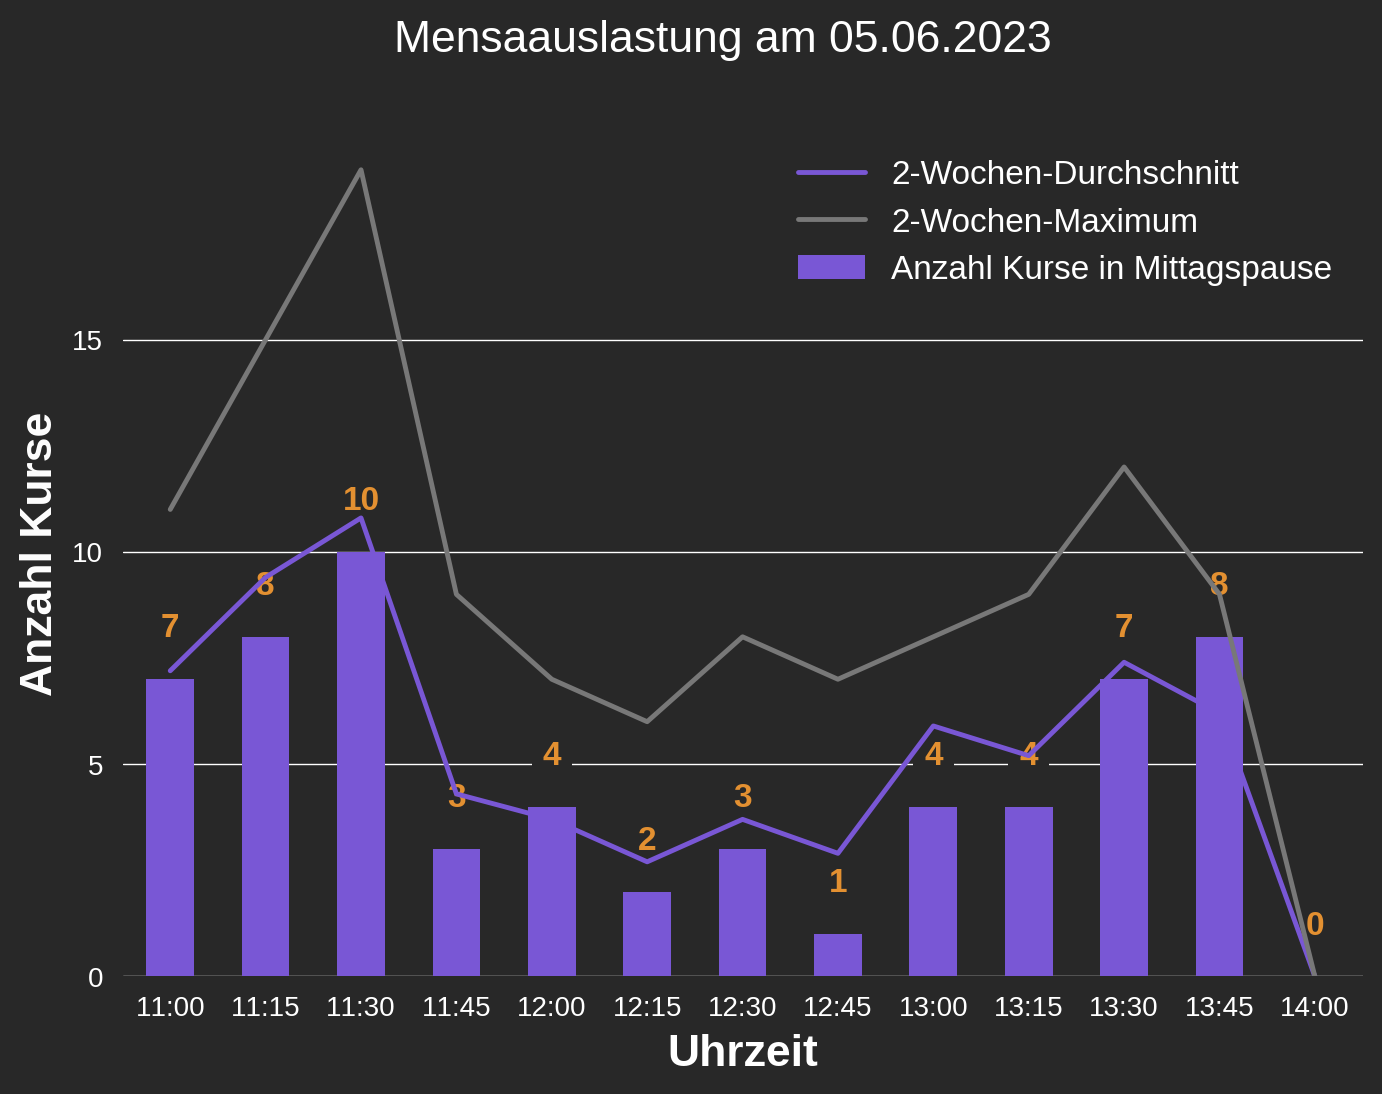 Mensaauslastung am 05.06.2023
2-Wochen-Durchschnitt
2-Wochen-Maximum
Anzahl Kurse in Mittagspause
Anzahl Kurse
15
10
5
0
7
8
10
3
4
2
3
1
4
4
7
8
0
11:00 11:15 11:30 11:45 12:00 12:15 12:30 12:45 13:00 13:15 13:30 13:45 14:00
Uhrzeit